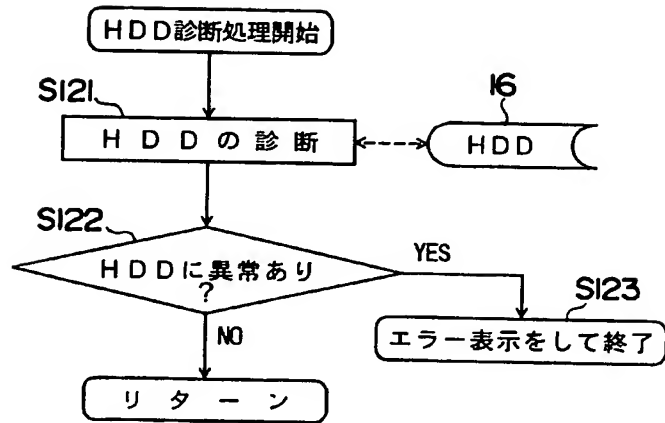 HDD診断処理開始
S121
16
HDDの診断
HDD
S122
HDDに異常あり
?
YES
S123
エラー表示をして終了
NO
リターン